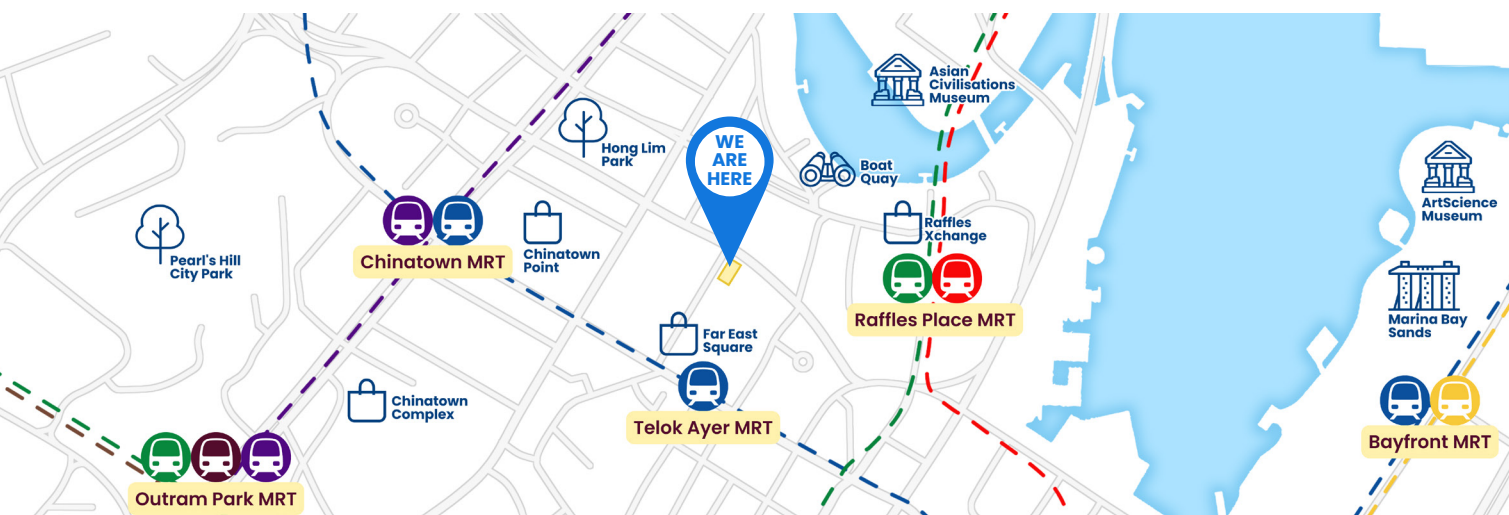 Asian
Civilisations
Museum
Hong Lim
Park
WE
ARE
HERE
Boat
Quay
ArtScience
Museum
Raffles
Xchange
Pearl's Hill
City Park
Chinatown MRT
Chinatown
Point
Raffles Place MRT
Marina Bay
Sands
Far East
Square
Chinatown
Complex
Telok Ayer MRT
Bayfront MRT
Outram Park MRT